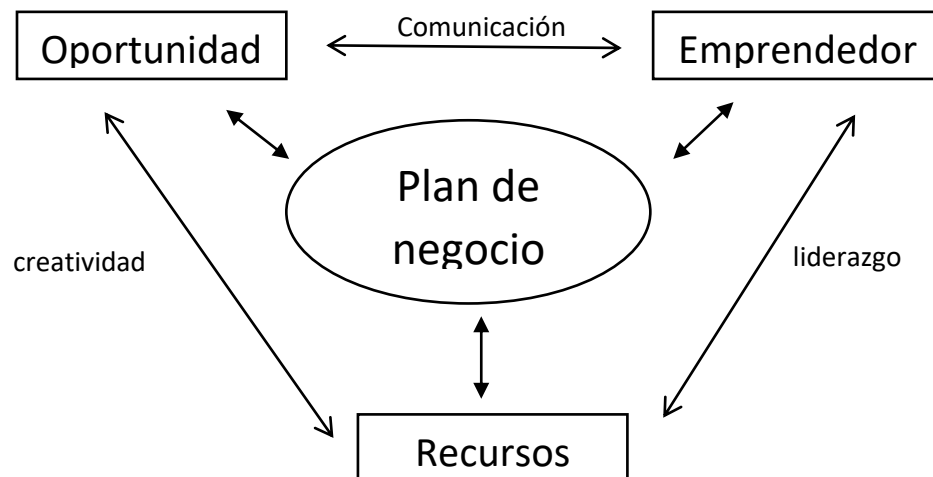 Oportunidad
Comunicación
Emprendedor
Plan de
negocio
creatividad
liderazgo
Recursos